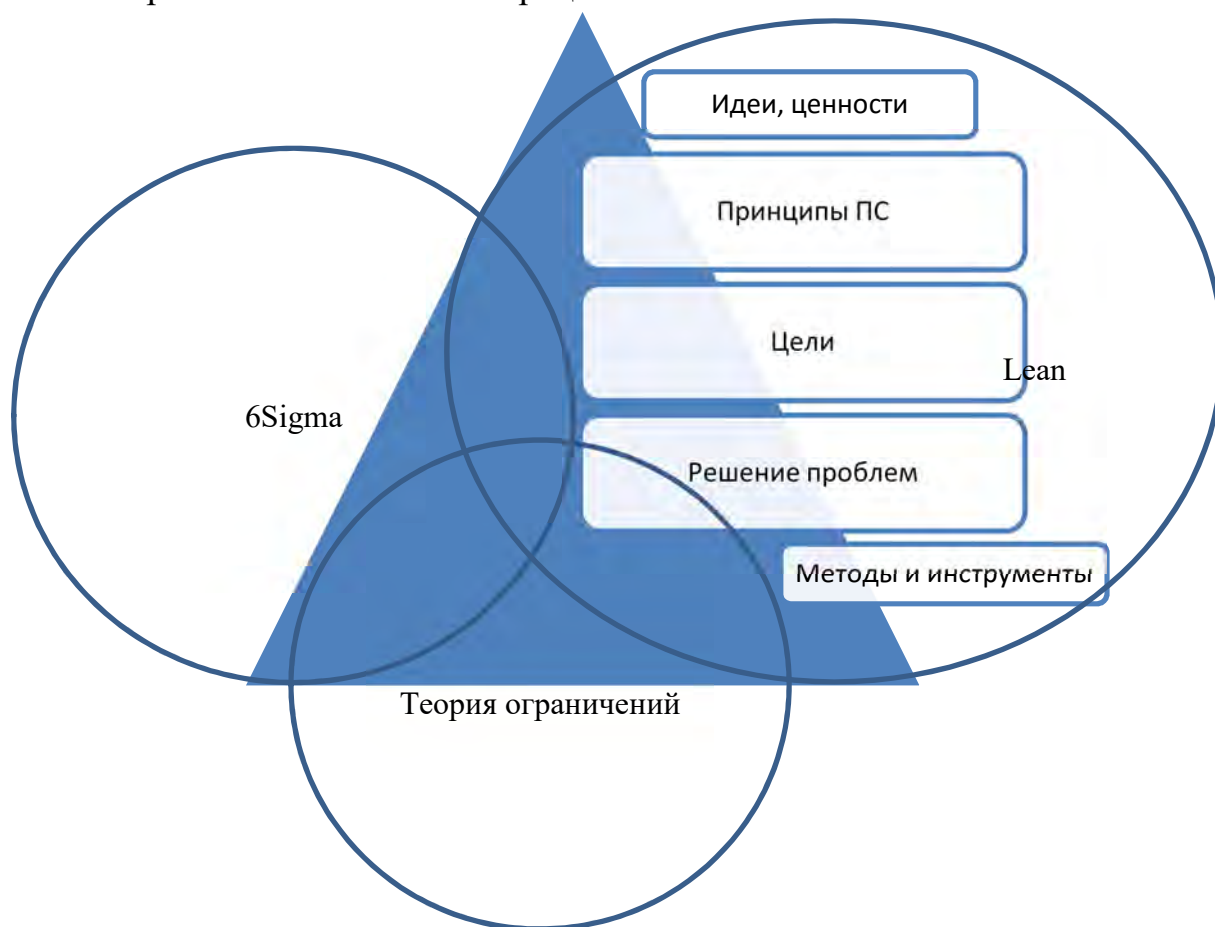 Идеи, ценности
Принципы ПС
Цели
Lean
6Sigma
Решение проблем
Методы и инструменты
Теория ограничений